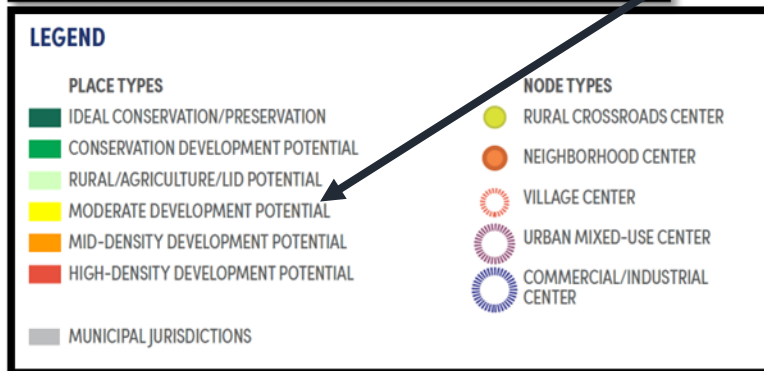 LEGEND
PLACE TYPES
IDEAL CONSERVATION/PRESERVATION
CONSERVATION DEVELOPMENT POTENTIAL
RURAL/AGRICULTURE/LID POTENTIAL
MODERATE DEVELOPMENT POTENTIAL
MID-DENSITY DEVELOPMENT POTENTIAL
HIGH-DENSITY DEVELOPMENT POTENTIAL
MUNICIPAL JURISDICTIONS
NODE TYPES
RURAL CROSSROADS CENTER
NEIGHBORHOOD CENTER
VILLAGE CENTER
URBAN MIXED-USE CENTER
COMMERCIAL/INDUSTRIAL
CENTER